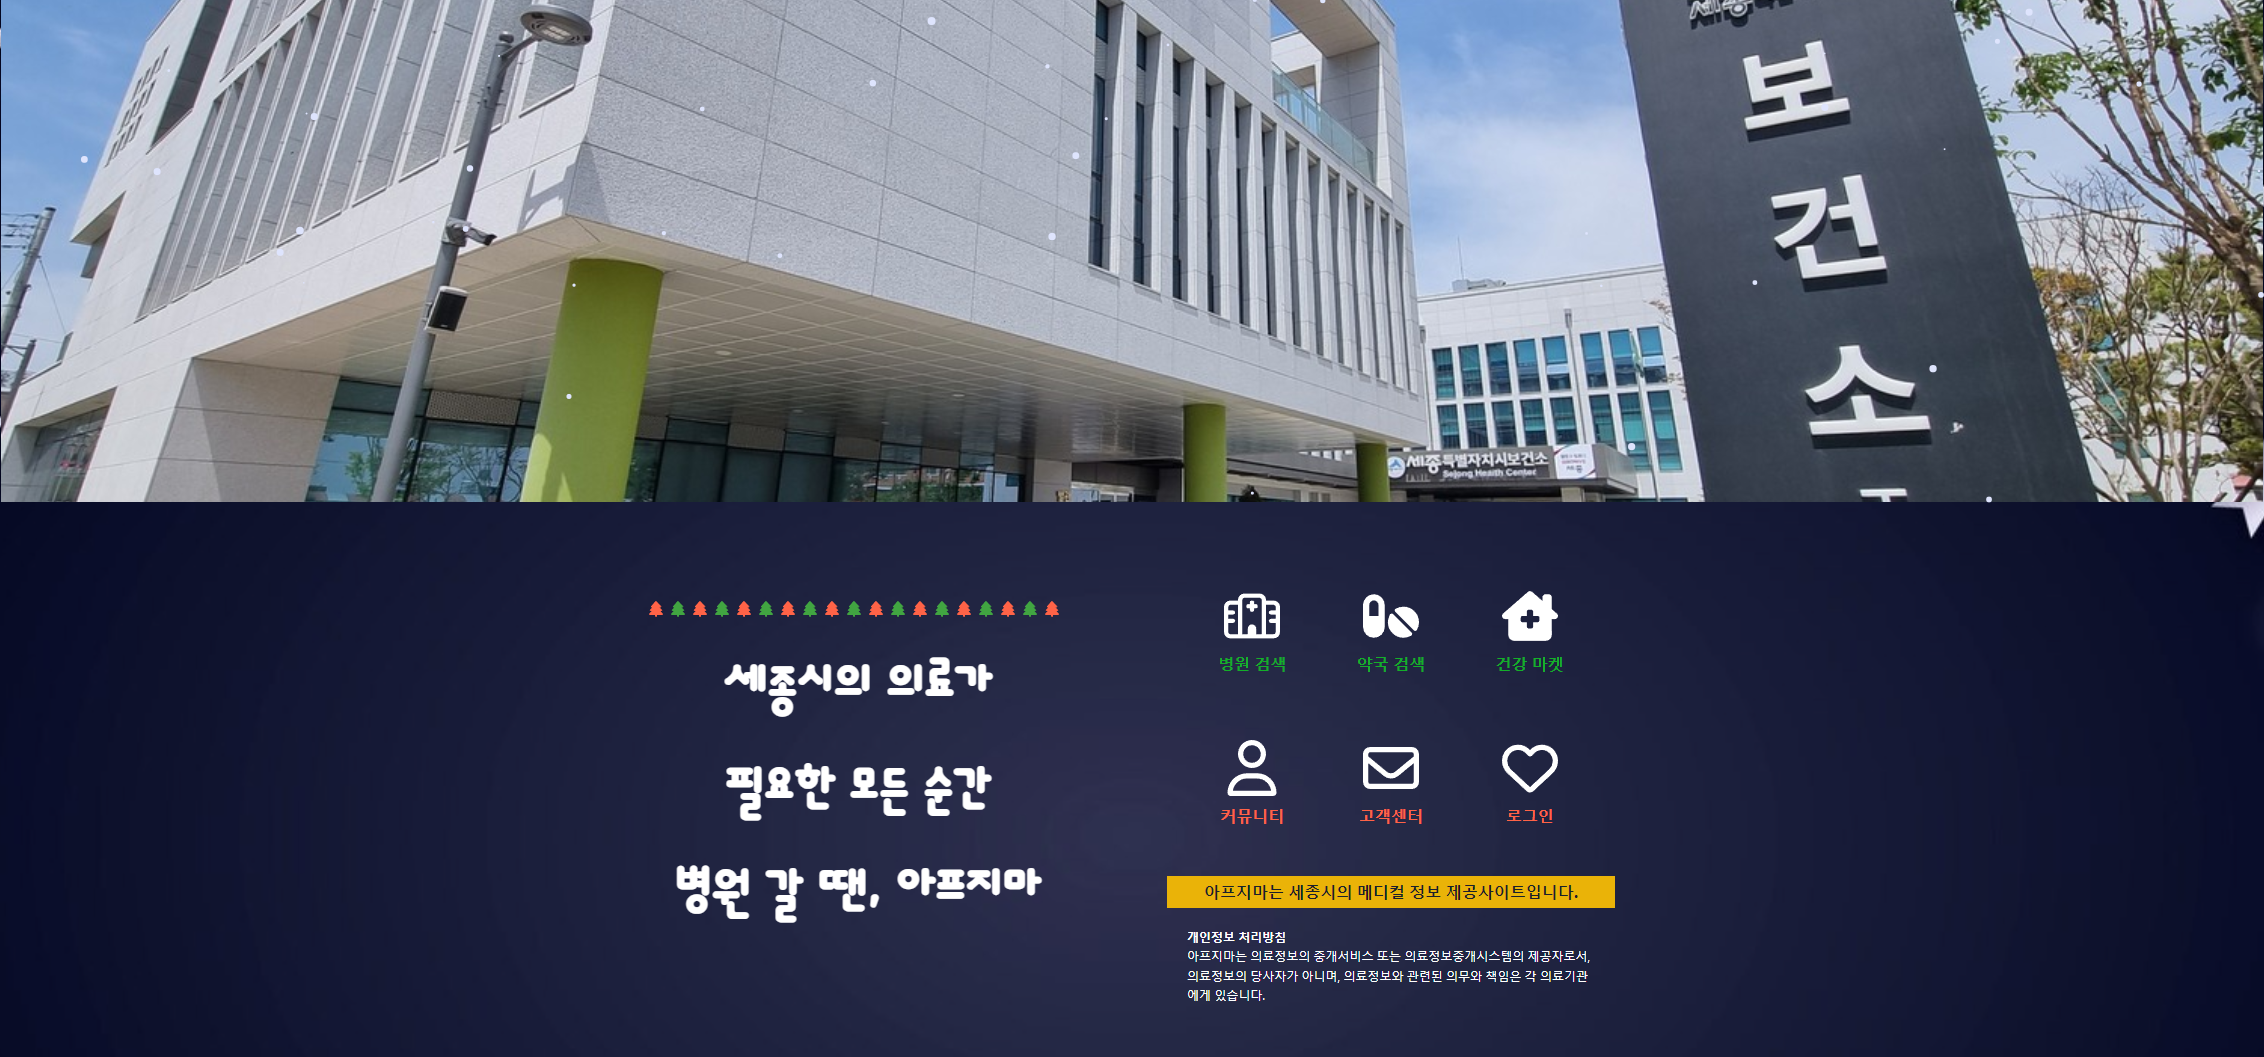 보
건
소
세종특별자치시보건소
Sejong Health Center
세종시의 의료가
필요한 모든 순간
병원 갈 땐, 아프지마
병원 검색
약국 검색
건강 마켓
커뮤니티
고객센터
로그인
아프지마는 세종시의 메디컬 정보 제공사이트입니다.
개인정보 처리방침
아프지마는 의료정보의 중개서비스 또는 의료정보중개시스템의 제공자로서,
의료정보의 당사자가 아니며, 의료정보와 관련된 의무와 책임은 각 의료기관
에게 있습니다.